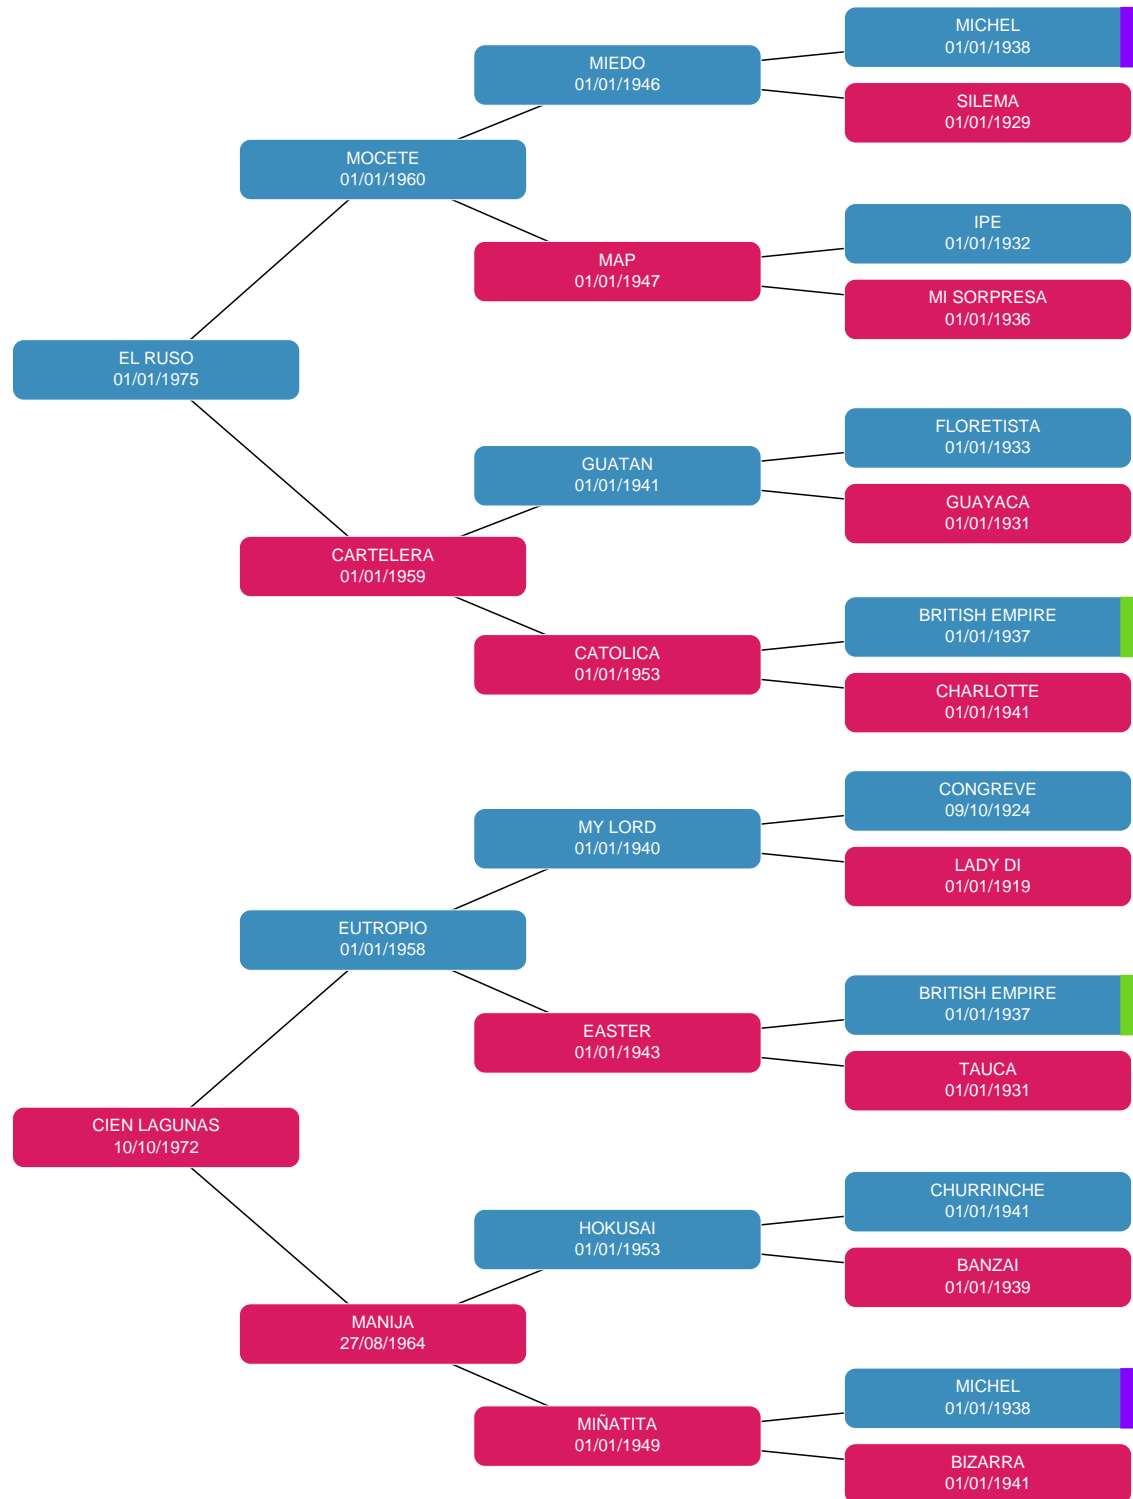 MICHEL
01/01/1938
MIEDO
01/01/1946
SILEMA
01/01/1929
MOCETE
01/01/1960
IPE
01/01/1932
MAP
01/01/1947
MI SORPRESA
01/01/1936
EL RUSO
01/01/1975
FLORETISTA
01/01/1933
GUATAN
01/01/1941
GUAYACA
01/01/1931
CARTELERA
01/01/1959
BRITISH EMPIRE
01/01/1937
CATOLICA
01/01/1953
CHARLOTTE
01/01/1941
CONGREVE
09/10/1924
MY LORD
01/01/1940
LADY DI
01/01/1919
EUTROPIO
01/01/1958
BRITISH EMPIRE
01/01/1937
EASTER
01/01/1943
TAUCA
01/01/1931
CIEN LAGUNAS
10/10/1972
CHURRINCHE
01/01/1941
HOKUSAI
01/01/1953
BANZAI
01/01/1939
MANIJA
27/08/1964
MICHEL
01/01/1938
MIÑATITA
01/01/1949
BIZARRA
01/01/1941